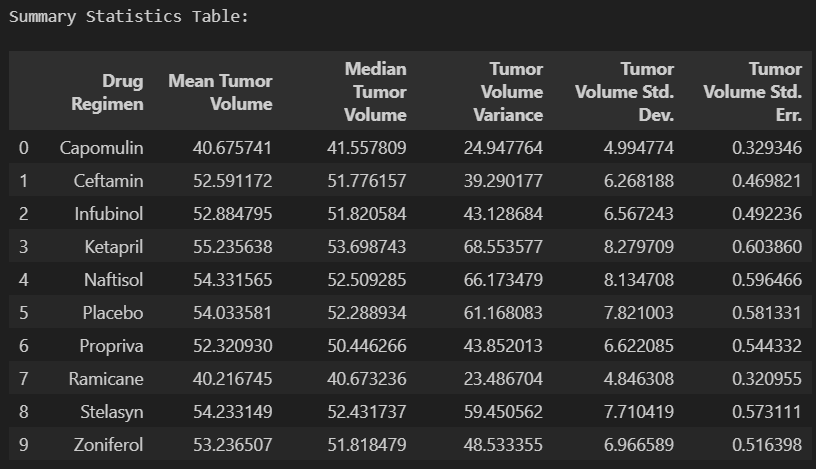 Summary Statistics Table:
Drug Regimen Mean Tumor Volume Median Tumor Volume Tumor Volume Variance Tumor Volume Std. Dev. Tumor Volume Std. Err.
0 Capomulin 40.675741 41.557809 24.947764 4.994774 0.329346
1 Ceftamin 52.591172 51.776157 39.290177 6.268188 0.469821
2 Infubinol 52.884795 51.820584 43.128684 6.567243 0.492236
3 Ketapril 55.235638 53.698743 68.553577 8.279709 0.603860
4 Naftisol 54.331565 52.509285 66.173479 8.134708 0.596466
5 Placebo 54.033581 52.288934 61.168083 7.821003 0.581331
6 Propriva 52.320930 50.446266 43.852013 6.622085 0.544332
7 Ramicane 40.216745 40.673236 23.486704 4.846308 0.320955
8 Stelasyn 54.233149 52.431737 59.450562 7.710419 0.573111
9 Zoniferol 53.236507 51.818479 48.533355 6.966589 0.516398